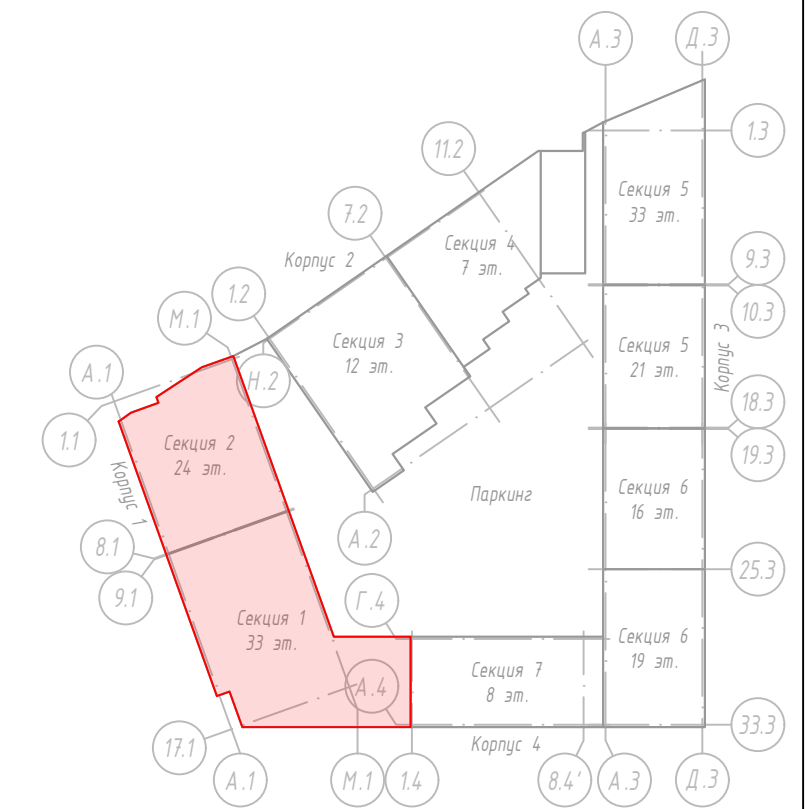 А.3
Д.3
1.3
11.2
Секция 5
33 эт.
7.2
Секция 4
7 эт.
Корпус 2
9.3
1.2
10.3
М.1
Секция 3
12 эт.
Секция 5
21 эт.
Корпус 3
А.1
Н.2
18.3
1.1
Секция 2
24 эт.
19.3
Корпус 1
Паркинг
Секция 6
16 эт.
А.2
8.1
25.3
9.1
Г.4
Секция 1
33 эт.
Секция 6
19 эт.
А.4
Секция 7
8 эт.
33.3
17.1
Корпус 4
А.1
М.1
1.4
8.4'
А.3
Д.3